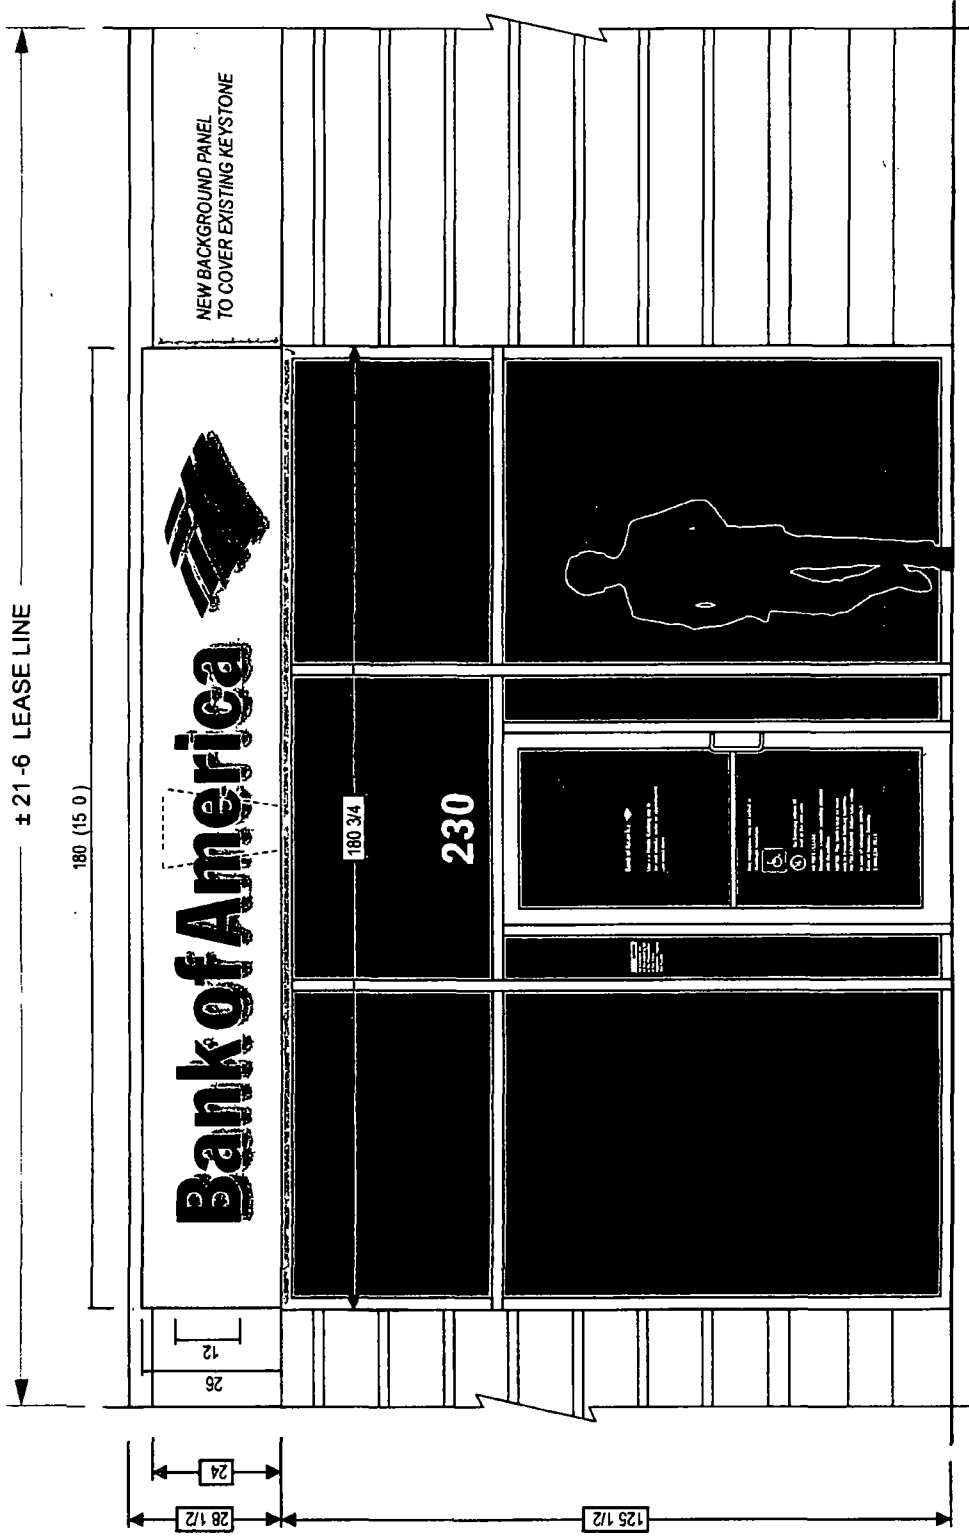 ± 21 -6 LEASE LINE
180 (15 0 )
NEW BACKGROUND PANEL
TO COVER EXISTING KEYSTONE
Bank of America
12
26
24
28 1/2
180 3/4
230
125 1/2